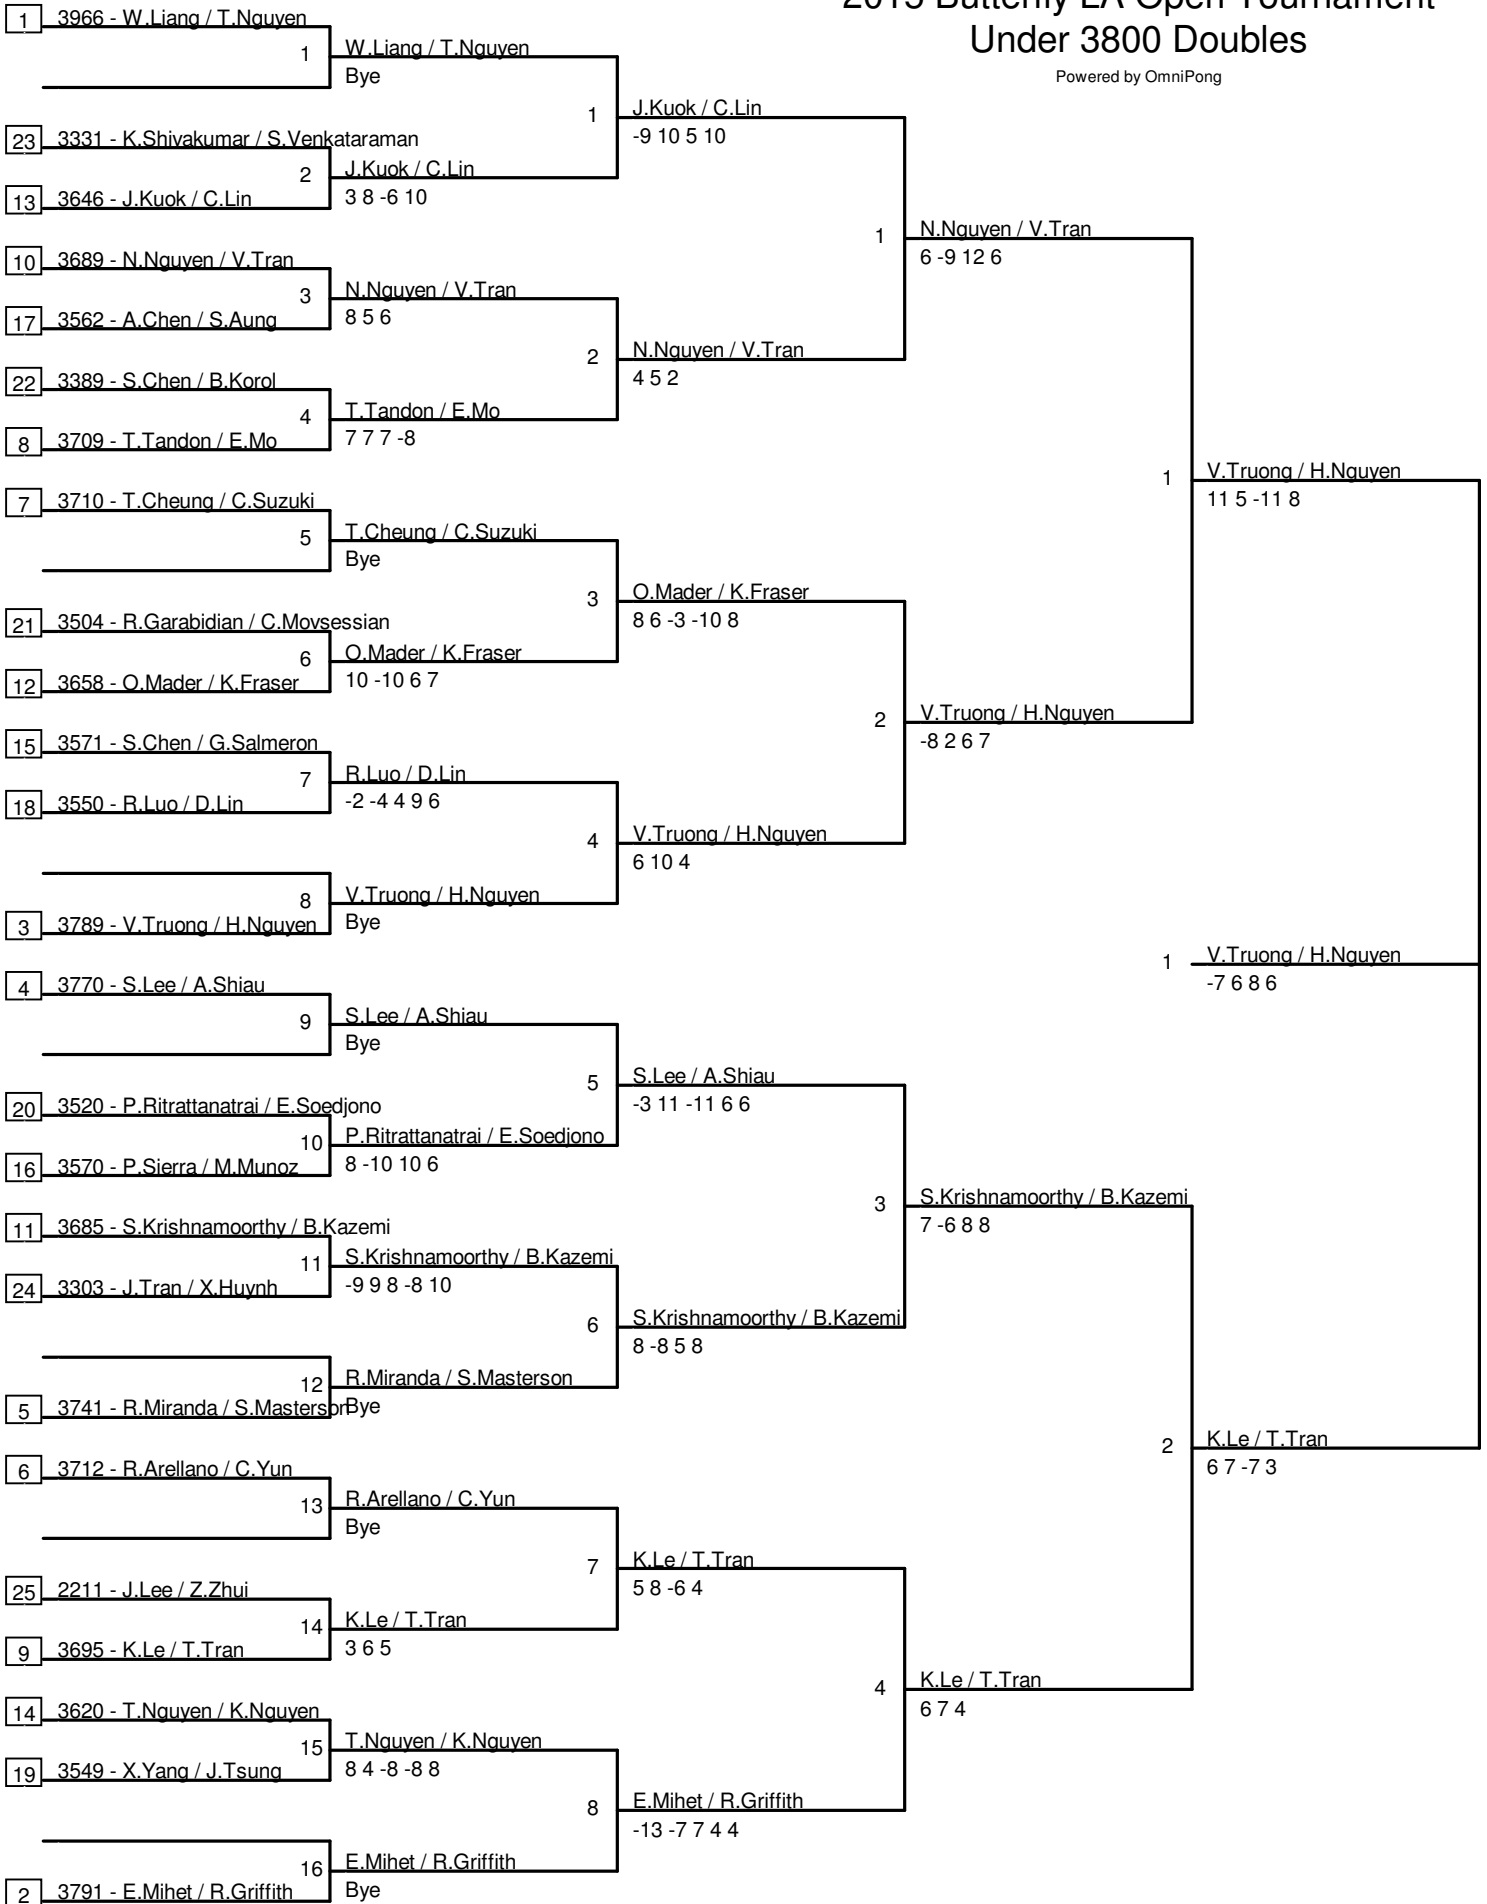 2015 Butterfly LA Open Tournament
Under 3800 Doubles
Powered by OmniPong
1 3966 - W.Liang / T.Nguyen
1 W.Liang / T.Nguyen
Bye
1 J.Kuok / C.Lin
-9 10 5 10
23 3331 - K.Shivakumar / S.Venkataraman
2 J.Kuok / C.Lin
13 3646 - J.Kuok / C.Lin
3 8 -6 10
1 N.Nguyen / V.Tran
6 -9 12 6
10 3689 - N.Nguyen / V.Tran
3 N.Nguyen / V.Tran
17 3562 - A.Chen / S.Aung
8 5 6
2 N.Nguyen / V.Tran
4 5 2
22 3389 - S.Chen / B.Korol
4 T.Tandon / E.Mo
8 3709 - T.Tandon / E.Mo
7 7 7 -8
1 V.Truong / H.Nguyen
11 5 -11 8
7 3710 - T.Cheung / C.Suzuki
5 T.Cheung / C.Suzuki
Bye
3 O.Mader / K.Fraser
8 6 -3 -10 8
21 3504 - R.Garabidian / C.Movsessian
6 O.Mader / K.Fraser
12 3658 - O.Mader / K.Fraser
10 -10 6 7
2 V.Truong / H.Nguyen
-8 2 6 7
15 3571 - S.Chen / G.Salmeron
7 R.Luo / D.Lin
18 3550 - R.Luo / D.Lin
-2 -4 4 9 6
4 V.Truong / H.Nguyen
6 10 4
8 V.Truong / H.Nguyen
3 3789 - V.Truong / H.Nguyen
Bye
1 V.Truong / H.Nguyen
-7 6 8 6
4 3770 - S.Lee / A.Shiau
9 S.Lee / A.Shiau
Bye
5 S.Lee / A.Shiau
-3 11 -11 6 6
20 3520 - P.Ritrattanatrai / E.Soedjono
10 P.Ritrattanatrai / E.Soedjono
16 3570 - P.Sierra / M.Munoz
8 -10 10 6
3 S.Krishnamoorthy / B.Kazemi
7 -6 8 8
11 3685 - S.Krishnamoorthy / B.Kazemi
11 S.Krishnamoorthy / B.Kazemi
24 3303 - J.Tran / X.Huynh
-9 9 8 -8 10
6 S.Krishnamoorthy / B.Kazemi
8 -8 5 8
12 R.Miranda / S.Masterson
5 3741 - R.Miranda / S.Masterson
Bye
2 K.Le / T.Tran
6 7 -7 3
6 3712 - R.Arellano / C.Yun
13 R.Arellano / C.Yun
Bye
7 K.Le / T.Tran
5 8 -6 4
25 2211 - J.Lee / Z.Zhui
14 K.Le / T.Tran
9 3695 - K.Le / T.Tran
3 6 5
4 K.Le / T.Tran
6 7 4
14 3620 - T.Nguyen / K.Nguyen
15 T.Nguyen / K.Nguyen
19 3549 - X.Yang / J.Tsung
8 4 -8 -8 8
8 E.Mihet / R.Griffith
-13 -7 7 4 4
16 E.Mihet / R.Griffith
2 3791 - E.Mihet / R.Griffith
Bye